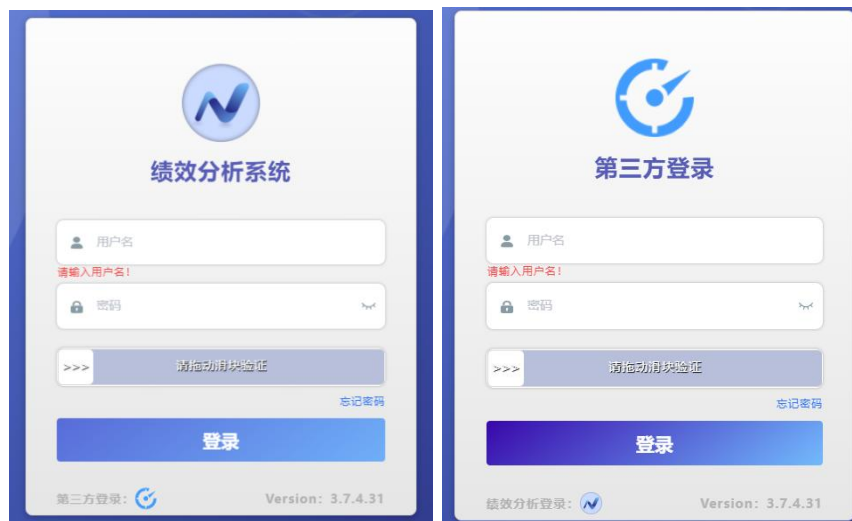 绩效分析系统
用户名
请输入用户名！
密码
>>> 请拖动滑块验证
忘记密码
登录
第三方登录： Version: 3.7.4.31
第三方登录
用户名
请输入用户名！
密码
>>> 请拖动滑块验证
忘记密码
登录
绩效分析登录： Version: 3.7.4.31